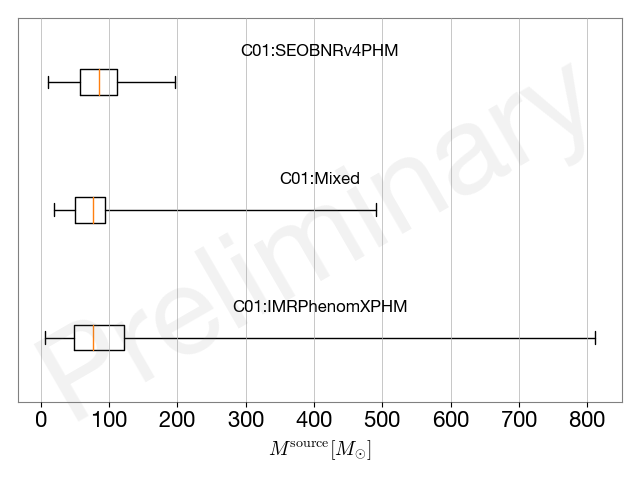 C01:SEOBNRv4PHM
C01:Mixed
C01:IMRPhenomXPHM
Preliminary
0 100 200 300 400 500 600 700 800
M^source [M_⊙]